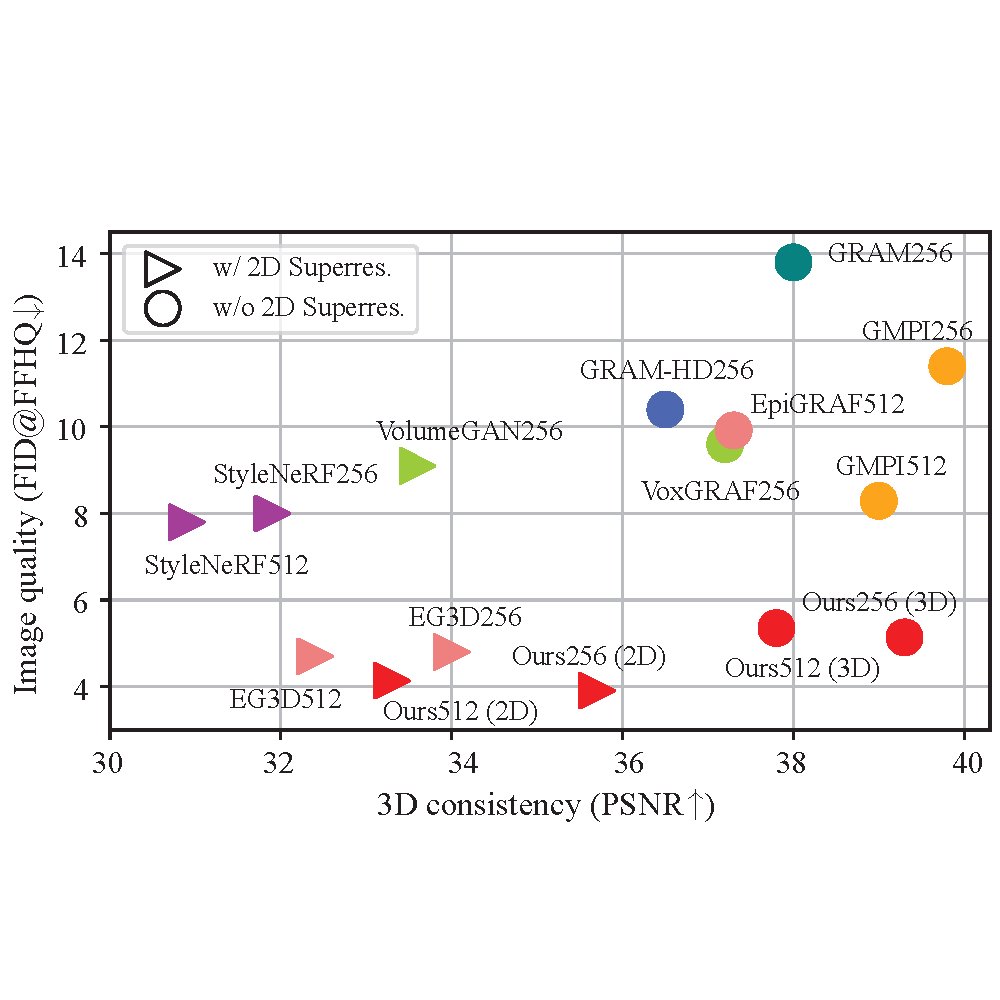 w/ 2D Superres.
w/o 2D Superres.
14
12
10
8
6
4
Image quality (FID@FFHQ↓)
GRAM256
GMPI256
GRAM-HD256
EpiGRAF512
VolumeGAN256
GMPI512
StyleNeRF256
VoxGRAF256
StyleNeRF512
Ours256 (3D)
EG3D256
Ours256 (2D)
Ours512 (3D)
EG3D512
Ours512 (2D)
30 32 34 36 38 40
3D consistency (PSNR↑)